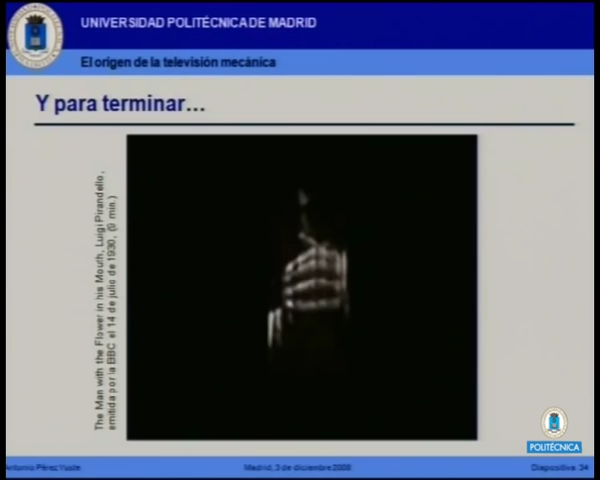 UNIVERSIDAD POLITÉCNICA DE MADRID
El origen de la televisión mecánica
Y para terminar...
The Man with the Flower in his Mouth, Luigi Pirandello,
emitida por la BBC el 14 de julio de 1930, (9 min.)
POLITÉCNICA
Antonio Pérez Yuste
Madrid, 3 de diciembre 2008
Diapositiva 34